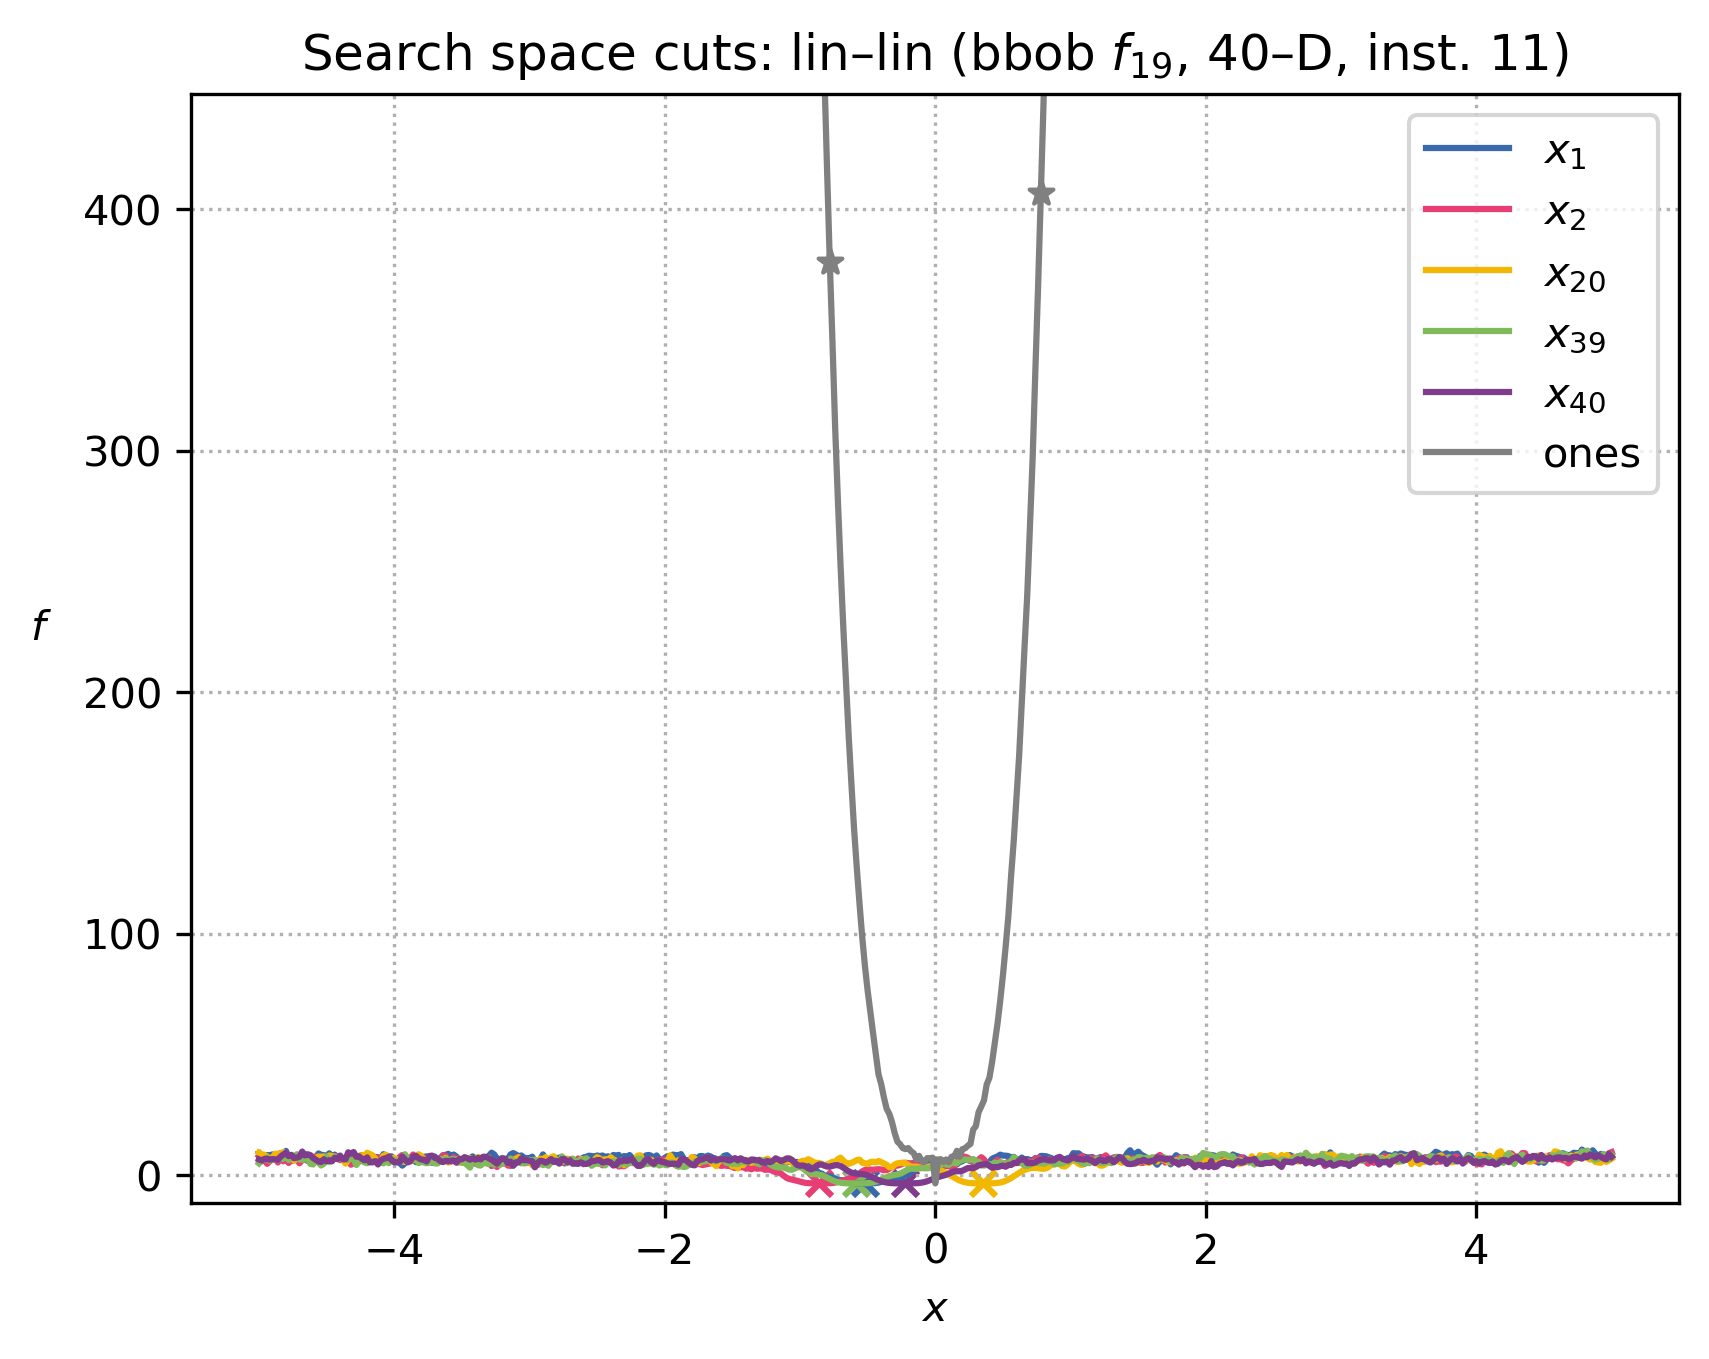 Search space cuts: lin–lin (bbob f₁₉, 40–D, inst. 11)
x₁
x₂
x₂₀
x₃₉
x₄₀
ones
400
300
200
100
0
f
−4
−2
0
2
4
x